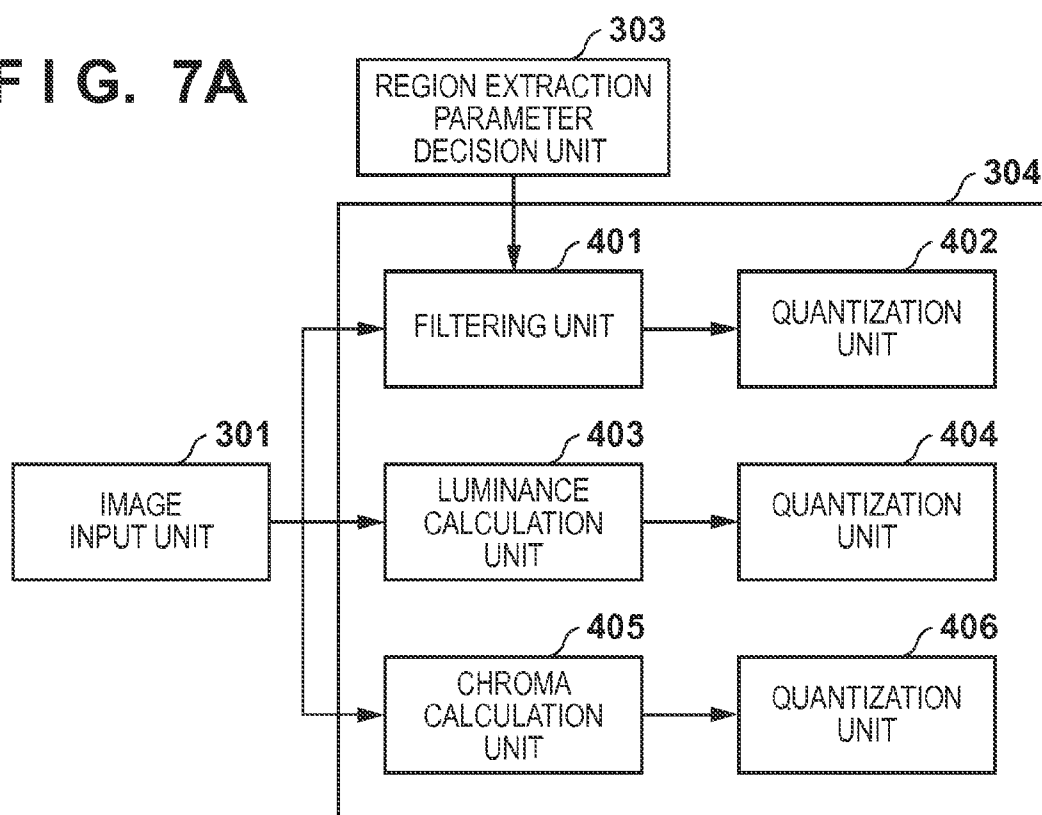 FIG. 7A
303
REGION EXTRACTION
PARAMETER
DECISION UNIT
304
401
FILTERING UNIT
402
QUANTIZATION
UNIT
301
IMAGE
INPUT UNIT
403
LUMINANCE
CALCULATION
UNIT
404
QUANTIZATION
UNIT
405
CHROMA
CALCULATION
UNIT
406
QUANTIZATION
UNIT